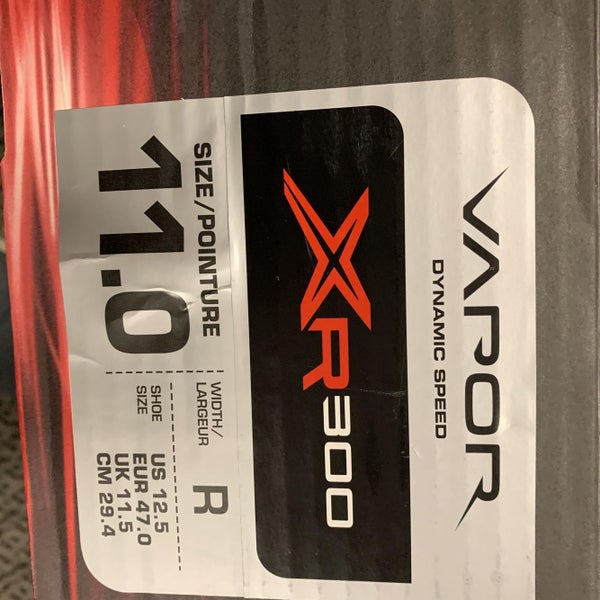 VAPOR
DYNAMIC SPEED
XR300
SIZE/POINTURE
11.0
WIDTH/
LARGEUR
R
SHOE
SIZE
US 12.5
EUR 47.0
UK 11.5
CM 29.4